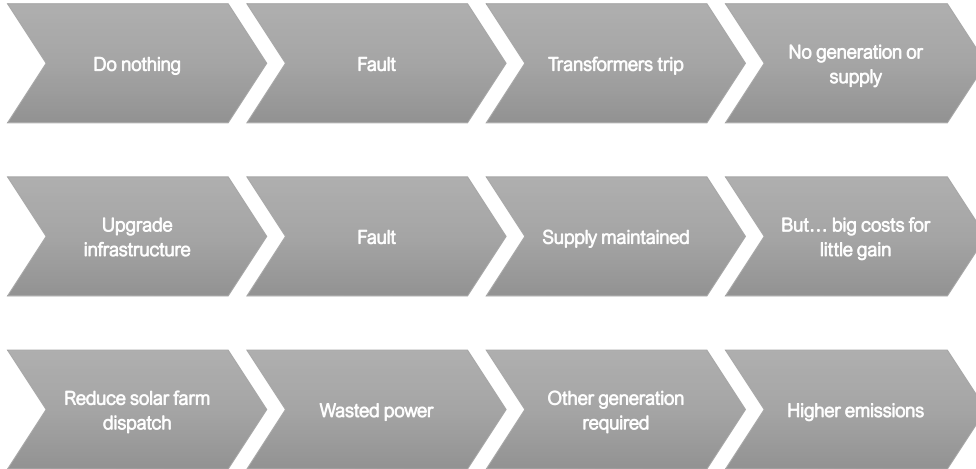 Do nothing
Fault
Transformers trip
No generation or
supply
Upgrade
infrastructure
Fault
Supply maintained
But... big costs for
little gain
Reduce solar farm
dispatch
Wasted power
Other generation
required
Higher emissions